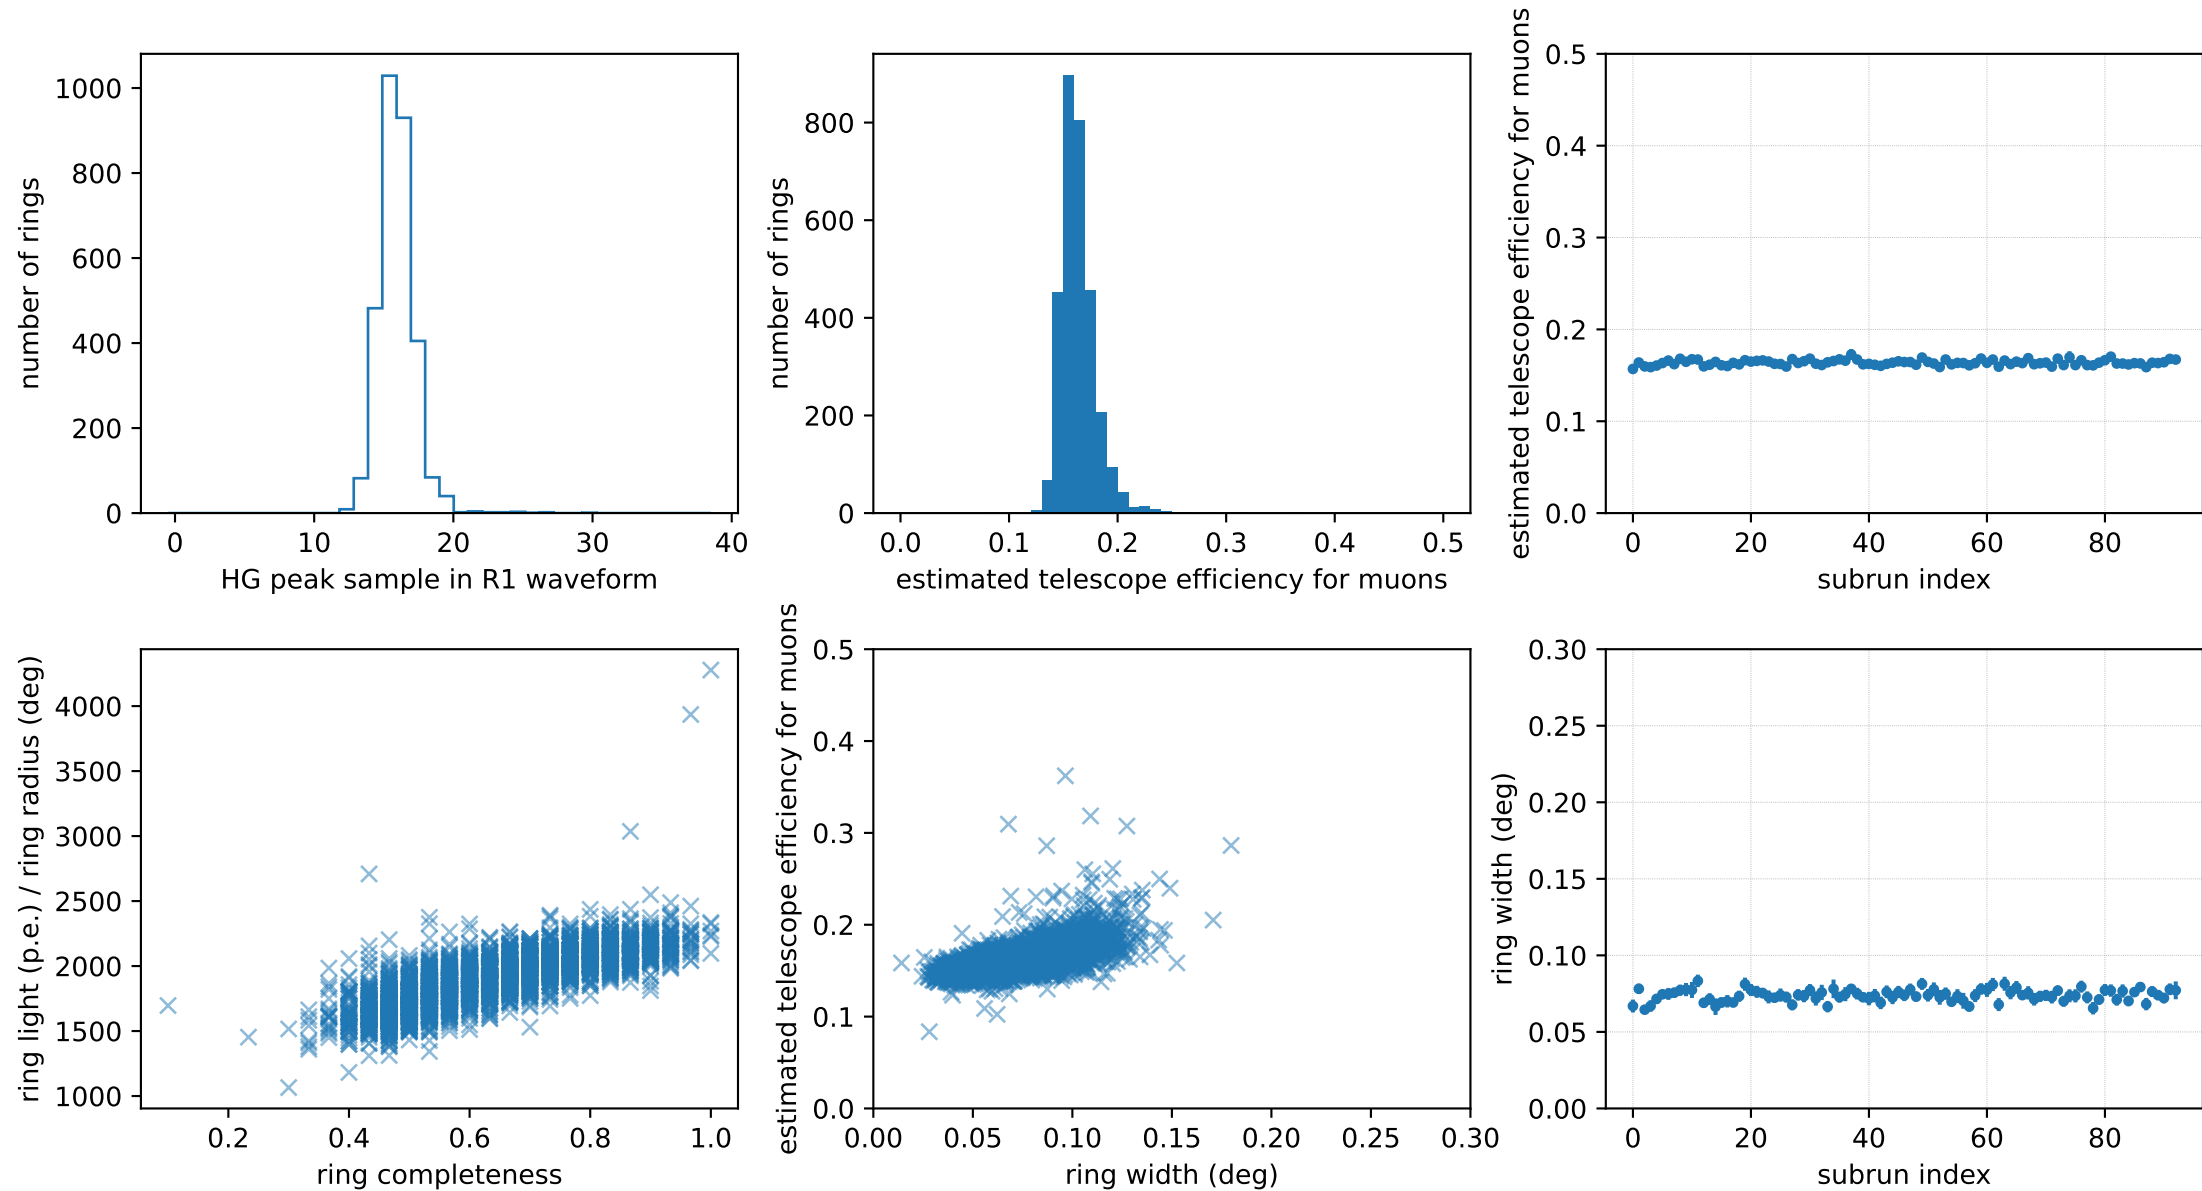 number of rings
1000
800
600
400
200
0
0 10 20 30 40
HG peak sample in R1 waveform
number of rings
800
600
400
200
0
0.0 0.1 0.2 0.3 0.4 0.5
estimated telescope efficiency for muons
estimated telescope efficiency for muons
0.5
0.4
0.3
0.2
0.1
0.0
0 20 40 60 80
subrun index
ring light (p.e.) / ring radius (deg)
4000
3500
3000
2500
2000
1500
1000
0.2 0.4 0.6 0.8 1.0
ring completeness
estimated telescope efficiency for muons
0.5
0.4
0.3
0.2
0.1
0.0
0.00 0.05 0.10 0.15 0.20 0.25 0.30
ring width (deg)
ring width (deg)
0.30
0.25
0.20
0.15
0.10
0.05
0.00
0 20 40 60 80
subrun index